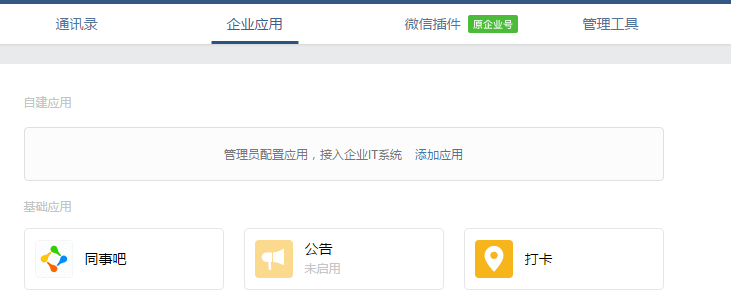 通讯录 企业应用 微信插件 原企业号 管理工具
自建应用
管理员配置应用，接入企业IT系统 添加应用
基础应用
同事吧 公告 打卡
未启用